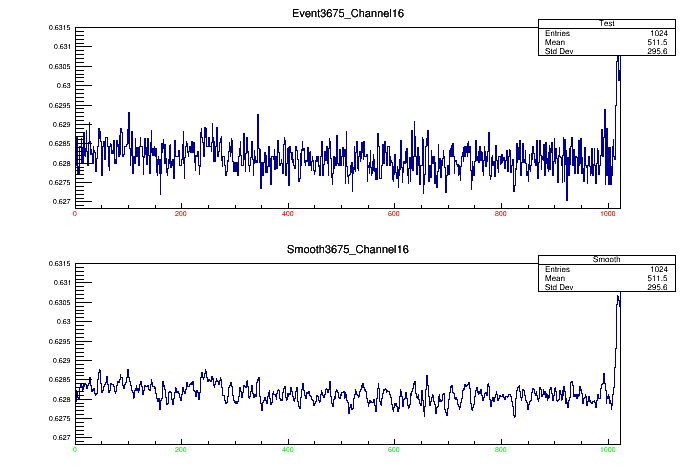 Event3675_Channel16
Test
Entries 1024
Mean 511.5
Std Dev 295.6
0.6315
0.631
0.6305
0.63
0.6295
0.629
0.6285
0.628
0.6275
0.627
0 200 400 600 800 1000
Smooth3675_Channel16
Smooth
Entries 1024
Mean 511.5
Std Dev 295.6
0.6315
0.631
0.6305
0.63
0.6295
0.629
0.6285
0.628
0.6275
0.627
0 200 400 600 800 1000